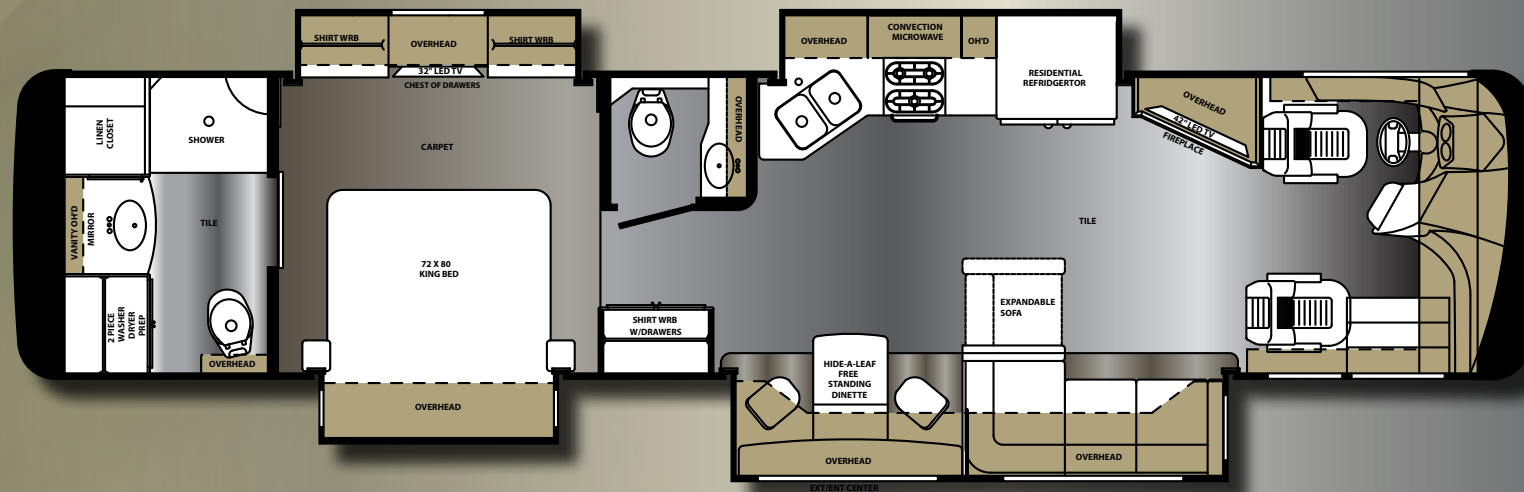 SHIRT WRB
OVERHEAD
SHIRT WRB
32" LED TV
CHEST OF DRAWERS
OVERHEAD
CONVECTION
MICROWAVE
OH'D
RESIDENTIAL
REFRIDGERTOR
OVERHEAD
42" LED TV
FIREPLACE
LINEN
CLOSET
SHOWER
CARPET
OVERHEAD
VANITY OH'D
MIRROR
TILE
TILE
72 X 80
KING BED
2 PIECE
WASHER
DRYER
PREP
OVERHEAD
SHIRT WRB
W/DRAWERS
EXPANDABLE
SOFA
HIDE-A-LEAF
FREE
STANDING
DINETTE
OVERHEAD
OVERHEAD
OVERHEAD
EXT/ENT CENTER